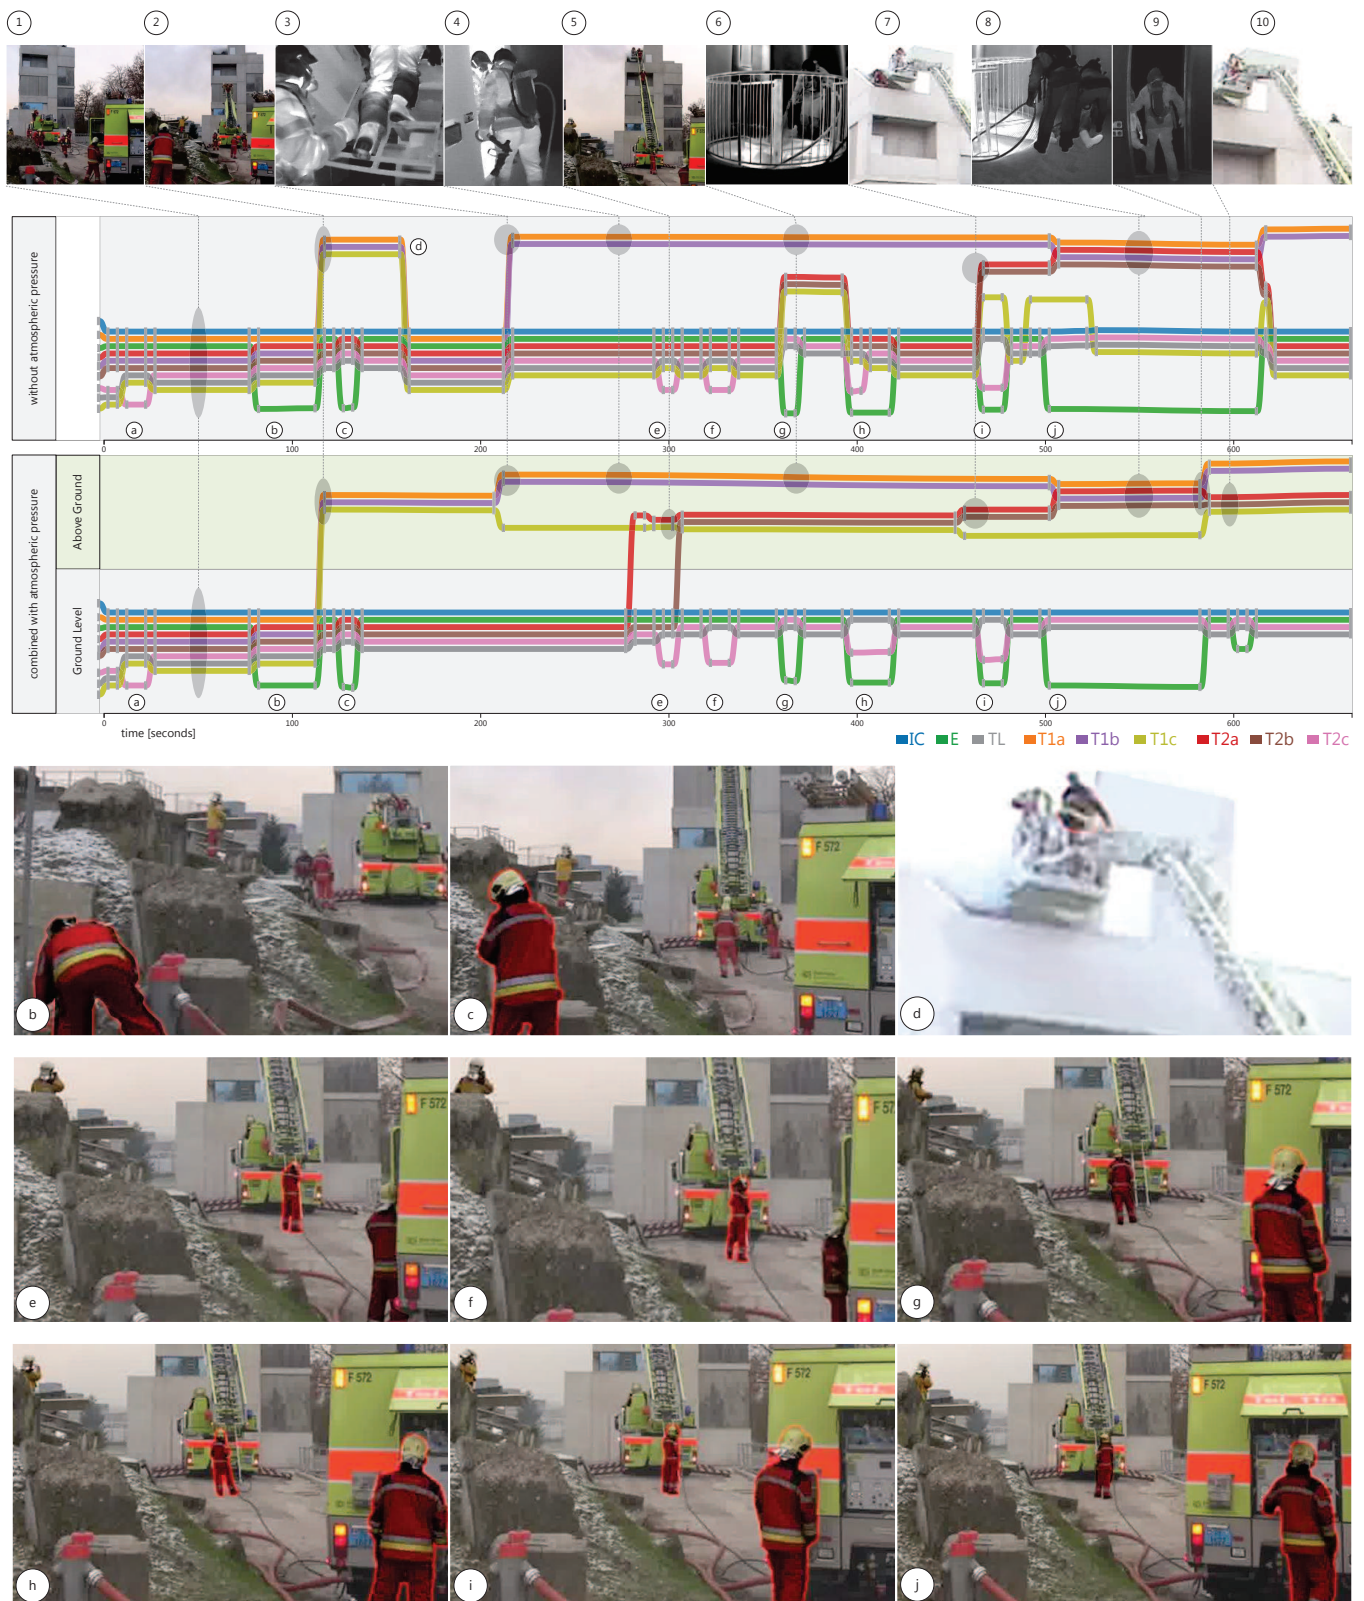 1 2 3 4 5 6 7 8 9 10
without atmospheric pressure
d
a b c e f g h i j
0 100 200 300 400 500 600
combined with atmospheric pressure
Above Ground
Ground Level
a b c e f g h i j
0 100 200 300 400 500 600
time [seconds]
IC E TL T1a T1b T1c T2a T2b T2c
F 572
b c d
F 572
F 57
F 572
e f g
F 572
F 572
F 572
h i j